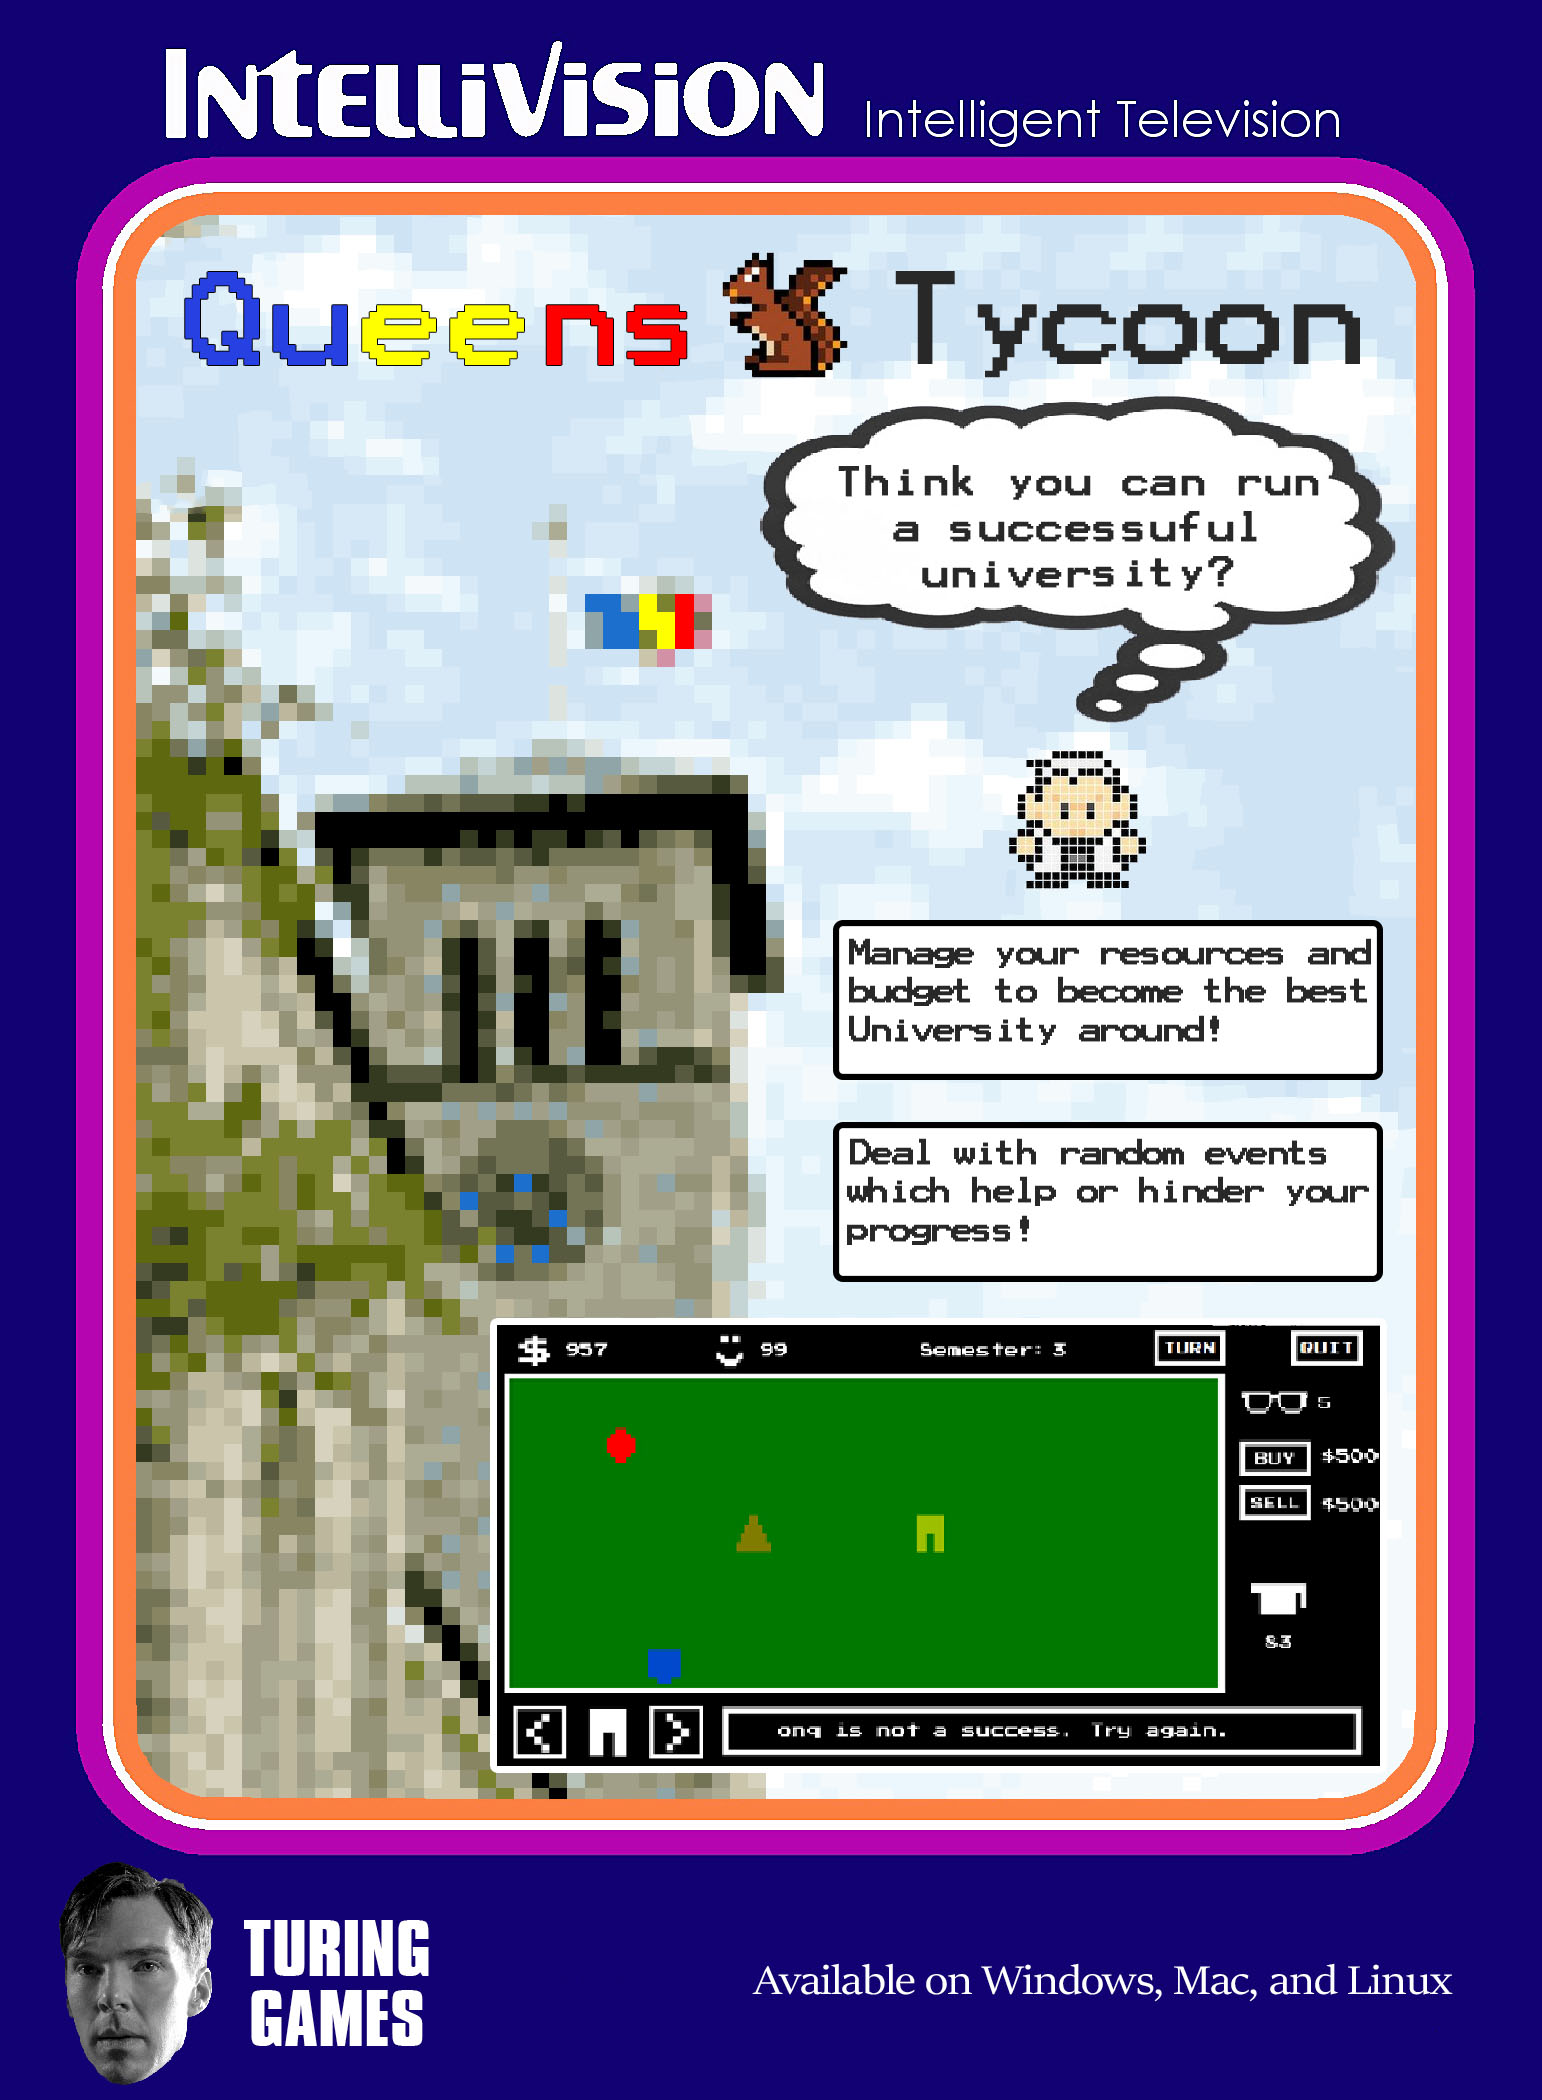 INTELLIVISION Intelligent Television
Queens Tycoon
Think you can run
a successuful
university?
Manage your resources and
budget to become the best
University around!
Deal with random events
which help or hinder your
progress!
$ 957 99 Semester: 3 TURN QUIT
5
BUY $500
SELL $500
83
< > onq is not a success. Try again.
TURING
GAMES
Available on Windows, Mac, and Linux